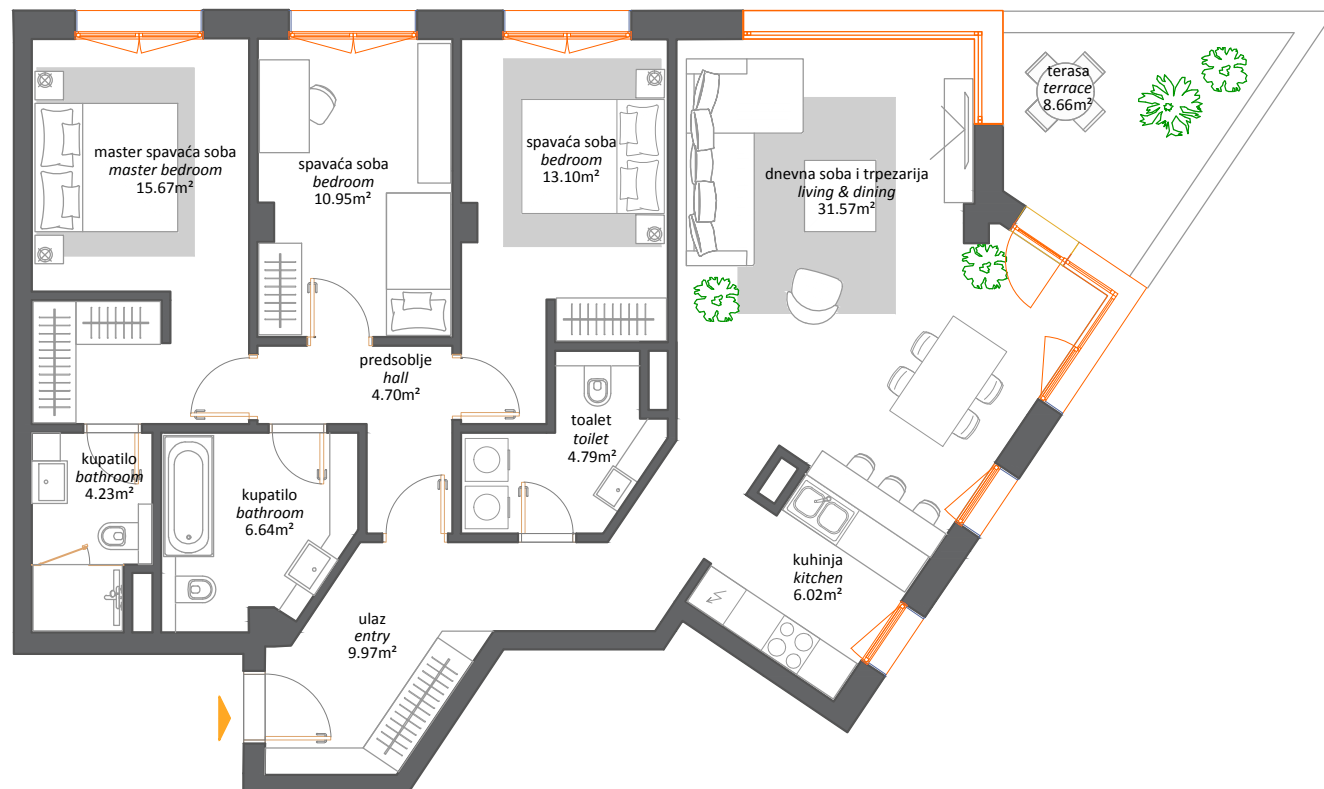 master spavaća soba
master bedroom
15.67m²
spavaća soba
bedroom
10.95m²
spavaća soba
bedroom
13.10m²
dnevna soba i trpezarija
living & dining
31.57m²
terasa
terrace
8.66m²
predsoblje
hall
4.70m²
toalet
toilet
4.79m²
kupatilo
bathroom
4.23m²
kupatilo
bathroom
6.64m²
kuhinja
kitchen
6.02m²
ulaz
entry
9.97m²